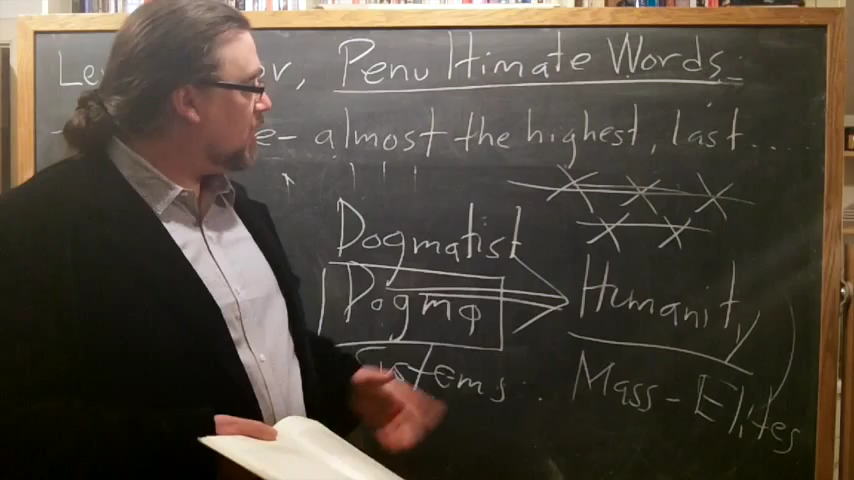 Penultimate Words
almost the highest, last.....
Dogmatist
Dogma
Humanity
Systems..
Mass - Elites